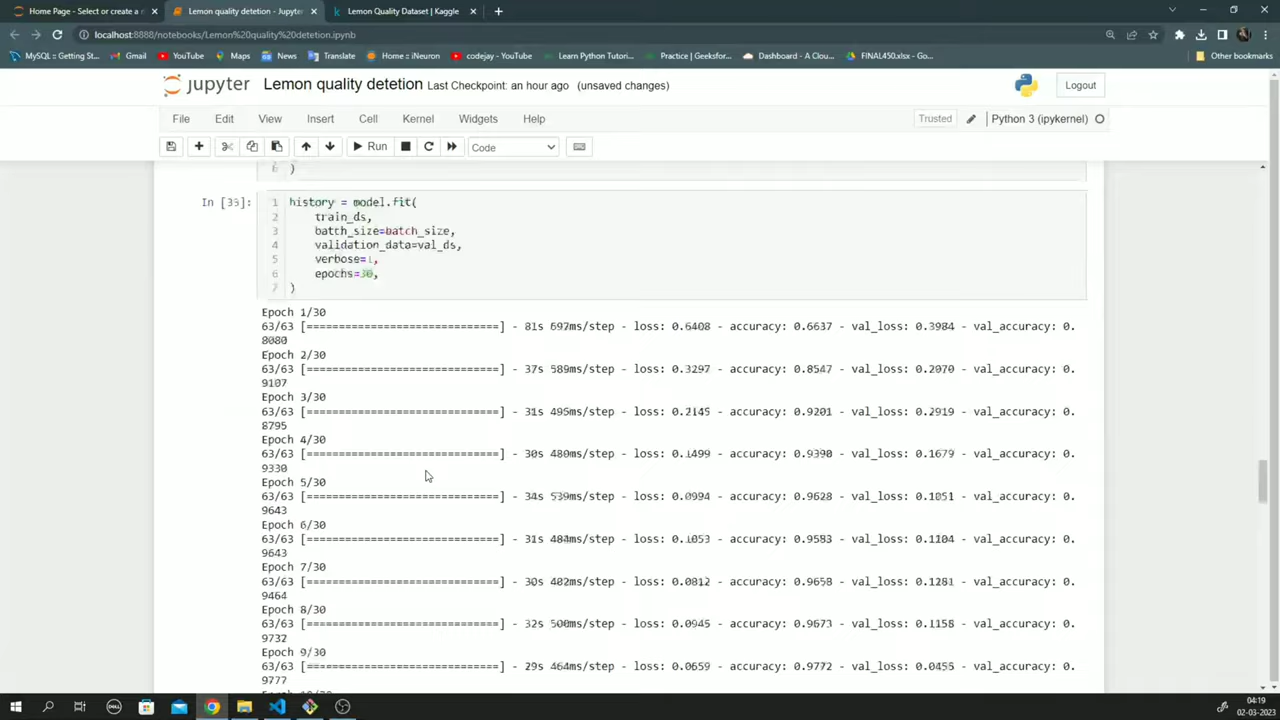 Home Page - Select or create a n
Lemon quality detetion - Jupyter
Lemon Quality Dataset | Kaggle
localhost:8888/notebooks/Lemon%20quality%20detetion.ipynb
MySQL :: Getting St...
Gmail
YouTube
Maps
News
Translate
Home :: iNeuron
codejay - YouTube
Learn Python Tutori...
Practice | Geeksfor...
Dashboard - A Clou...
FINAL450.xlsx - Go...
Other bookmarks
jupyter Lemon quality detetion Last Checkpoint: an hour ago (unsaved changes)
Logout
File Edit View Insert Cell Kernel Widgets Help
Trusted
Python 3 (ipykernel)
Run
Code
6 )
In [33]:
1 history = model.fit(
2 train_ds,
3 batch_size=batch_size,
4 validation_data=val_ds,
5 verbose=1,
6 epochs=30,
7 )
Epoch 1/30
63/63 [==============================] - 81s 697ms/step - loss: 0.6408 - accuracy: 0.6637 - val_loss: 0.3984 - val_accuracy: 0.
8080
Epoch 2/30
63/63 [==============================] - 37s 589ms/step - loss: 0.3297 - accuracy: 0.8547 - val_loss: 0.2070 - val_accuracy: 0.
9107
Epoch 3/30
63/63 [==============================] - 31s 495ms/step - loss: 0.2145 - accuracy: 0.9201 - val_loss: 0.2919 - val_accuracy: 0.
8795
Epoch 4/30
63/63 [==============================] - 30s 480ms/step - loss: 0.1499 - accuracy: 0.9390 - val_loss: 0.1679 - val_accuracy: 0.
9330
Epoch 5/30
63/63 [==============================] - 34s 539ms/step - loss: 0.0994 - accuracy: 0.9628 - val_loss: 0.1051 - val_accuracy: 0.
9643
Epoch 6/30
63/63 [==============================] - 31s 484ms/step - loss: 0.1053 - accuracy: 0.9583 - val_loss: 0.1104 - val_accuracy: 0.
9643
Epoch 7/30
63/63 [==============================] - 30s 482ms/step - loss: 0.0812 - accuracy: 0.9658 - val_loss: 0.1281 - val_accuracy: 0.
9464
Epoch 8/30
63/63 [==============================] - 32s 500ms/step - loss: 0.0945 - accuracy: 0.9673 - val_loss: 0.1158 - val_accuracy: 0.
9732
Epoch 9/30
63/63 [==============================] - 29s 464ms/step - loss: 0.0659 - accuracy: 0.9772 - val_loss: 0.0455 - val_accuracy: 0.
9777
04:19
02-03-2023